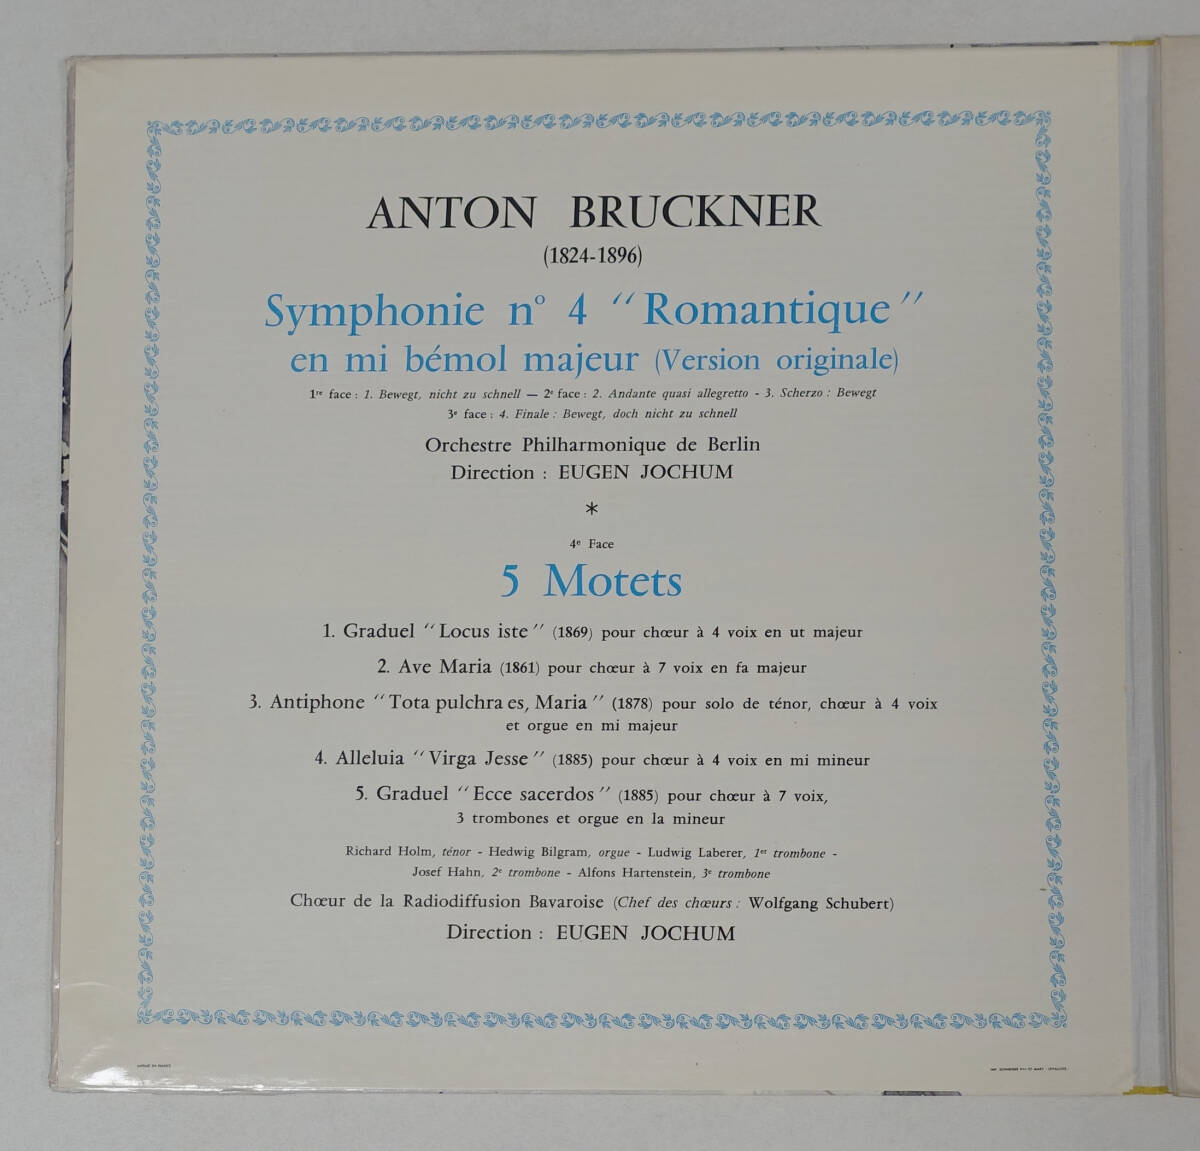 ANTON BRUCKNER
(1824-1896)
Symphonie n° 4 "Romantique"
en mi bémol majeur (Version originale)
1re face : 1. Bewegt, nicht zu schnell — 2e face : 2. Andante quasi allegretto - 3. Scherzo : Bewegt
3e face : 4. Finale : Bewegt, doch nicht zu schnell
Orchestre Philharmonique de Berlin
Direction : EUGEN JOCHUM
*
4e Face
5 Motets
1. Graduel "Locus iste" (1869) pour chœur à 4 voix en ut majeur
2. Ave Maria (1861) pour chœur à 7 voix en fa majeur
3. Antiphone "Tota pulchra es, Maria" (1878) pour solo de ténor, chœur à 4 voix
et orgue en mi majeur
4. Alleluia "Virga Jesse" (1885) pour chœur à 4 voix en mi mineur
5. Graduel "Ecce sacerdos" (1885) pour chœur à 7 voix,
3 trombones et orgue en la mineur
Richard Holm, ténor - Hedwig Bilgram, orgue - Ludwig Laberer, 1er trombone -
Josef Hahn, 2e trombone - Alfons Hartenstein, 3e trombone
Chœur de la Radiodiffusion Bavaroise (Chef des chœurs : Wolfgang Schubert)
Direction : EUGEN JOCHUM